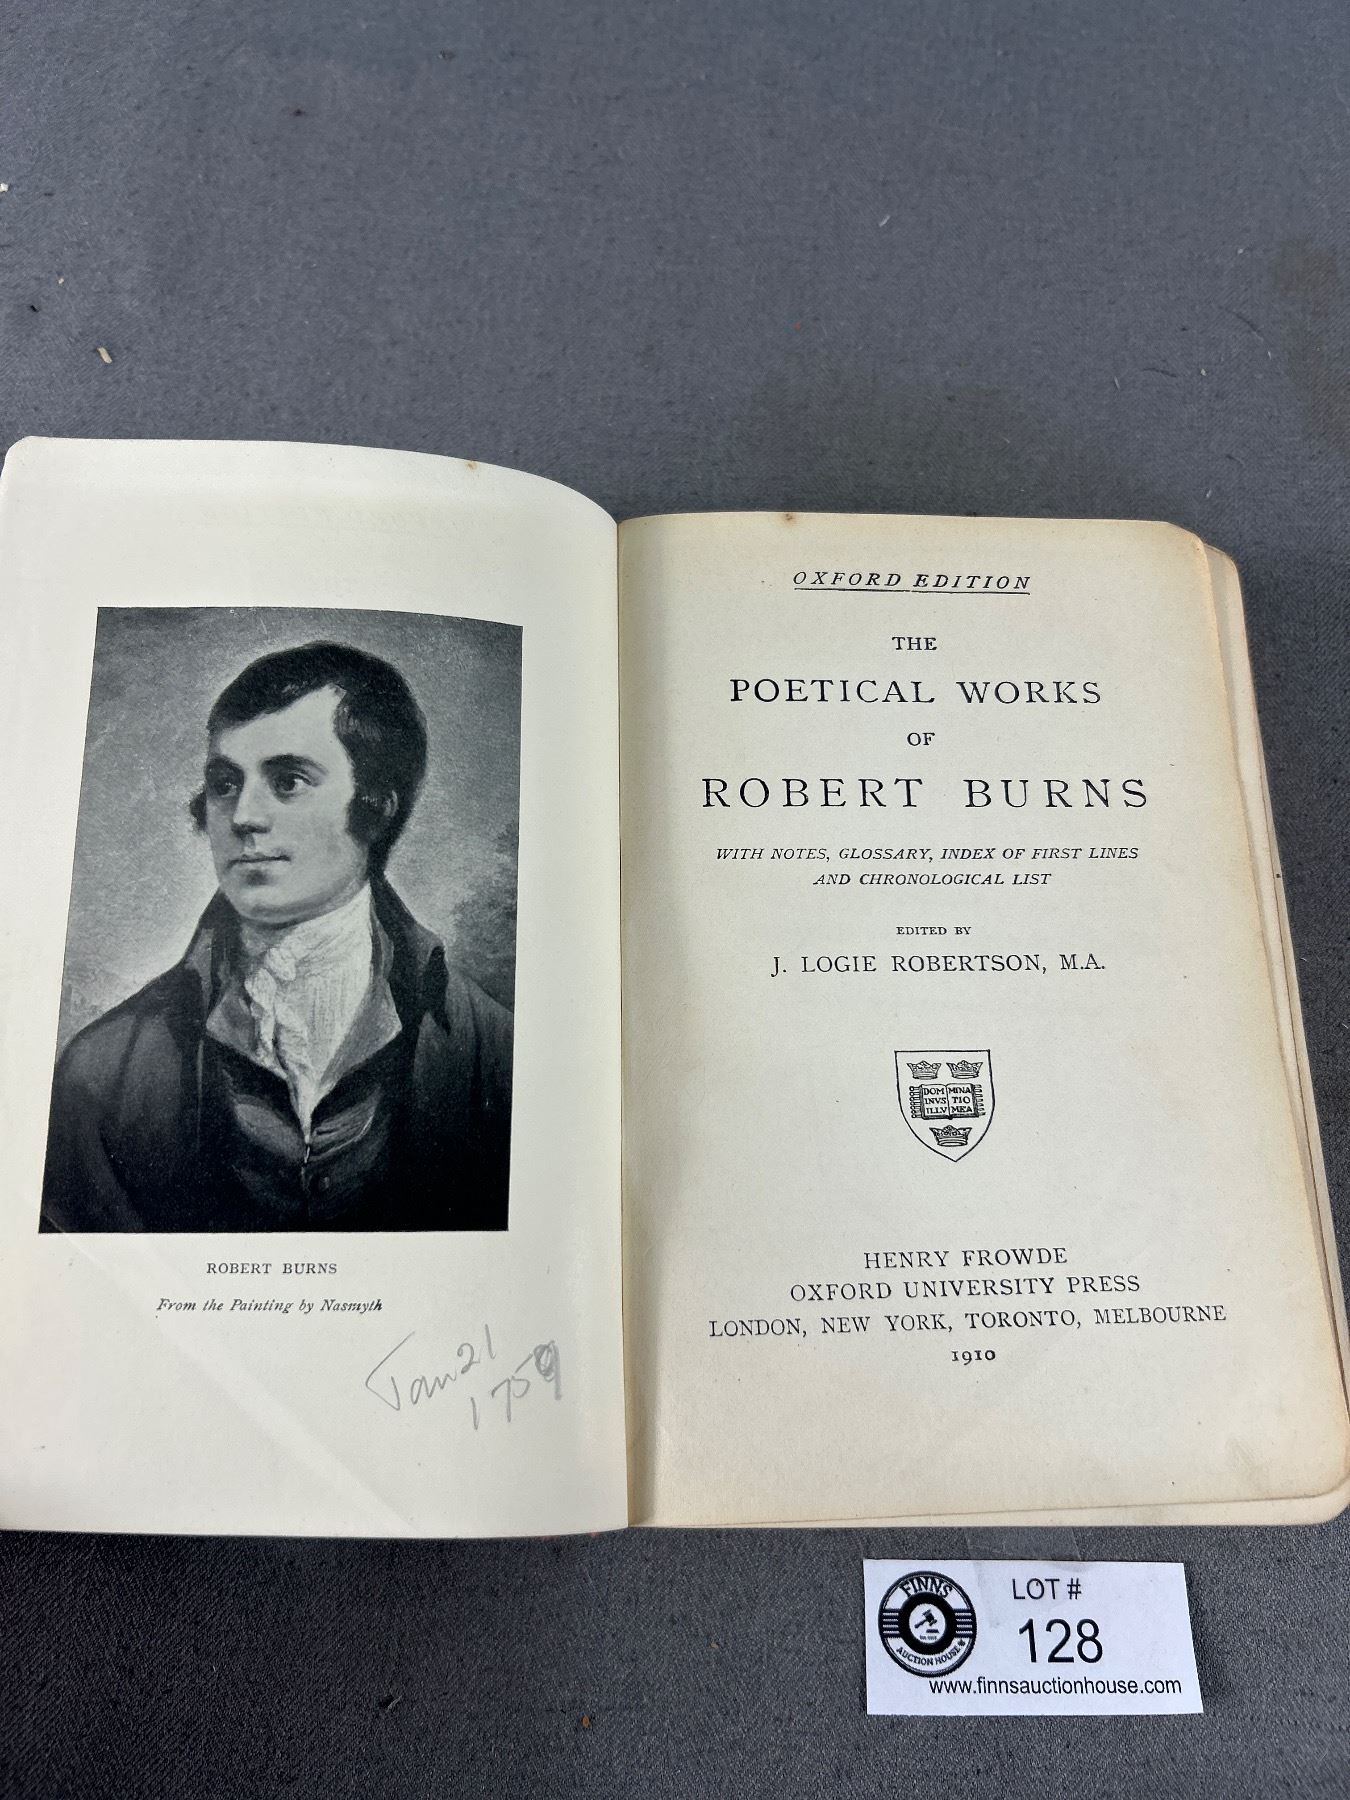 ROBERT BURNS
From the Painting by Nasmyth
Jan 21
1759
OXFORD EDITION
THE
POETICAL WORKS
OF
ROBERT BURNS
WITH NOTES, GLOSSARY, INDEX OF FIRST LINES
AND CHRONOLOGICAL LIST
EDITED BY
J. LOGIE ROBERTSON, M.A.
DOM MINA
INVS TIO
ILLV MEA
HENRY FROWDE
OXFORD UNIVERSITY PRESS
LONDON, NEW YORK, TORONTO, MELBOURNE
1910
FINNS
AUCTION HOUSE
LOT #
128
www.finnsauctionhouse.com